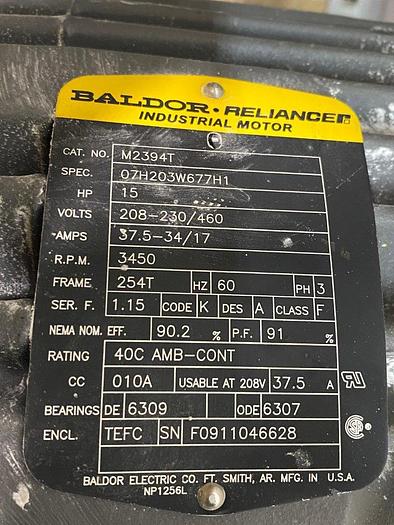 BALDOR•RELIANCE
INDUSTRIAL MOTOR
CAT. NO. M2394T
SPEC. 07H203W677H1
HP 15
VOLTS 208-230/460
AMPS 37.5-34/17
R.P.M. 3450
FRAME 254T HZ 60 PH 3
SER. F. 1.15 CODE K DES A CLASS F
NEMA NOM. EFF. 90.2 % P.F. 91 %
RATING 40C AMB-CONT
CC 010A USABLE AT 208V 37.5 A
BEARINGS DE 6309 ODE 6307
ENCL. TEFC SN F0911046628
BALDOR ELECTRIC CO. FT. SMITH, AR. MFG. IN U.S.A.
NP1256L